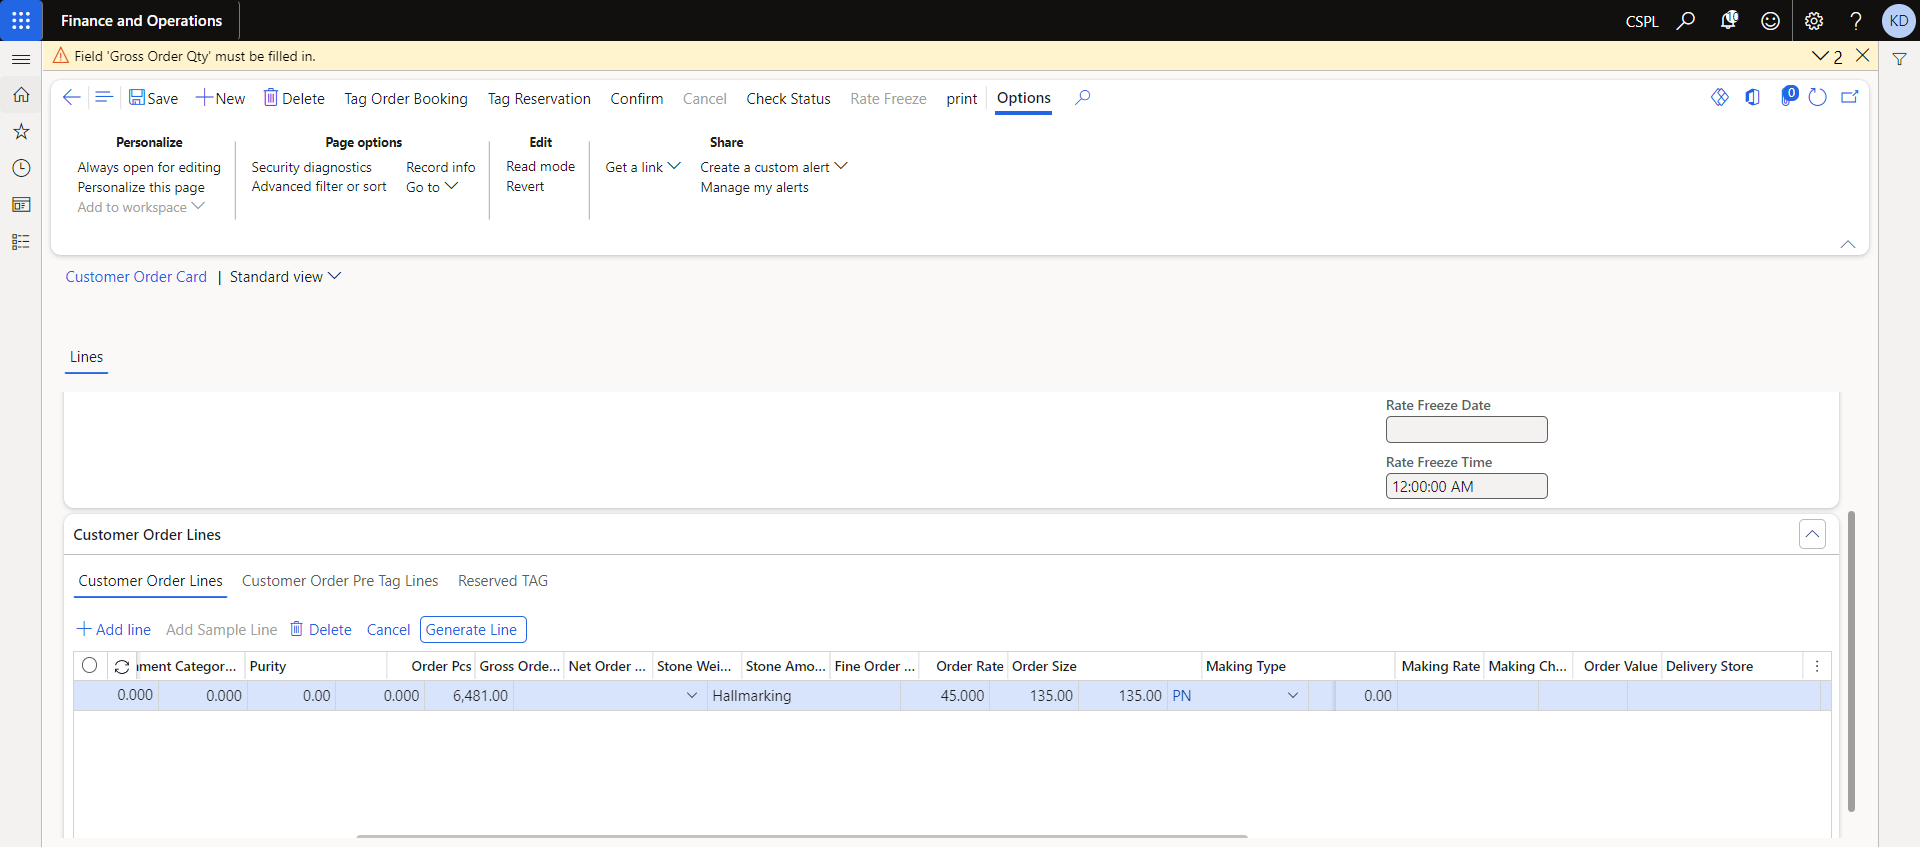 Finance and Operations
CSPL
10
KD
Field 'Gross Order Qty' must be filled in.
2
Save
New
Delete
Tag Order Booking
Tag Reservation
Confirm
Cancel
Check Status
Rate Freeze
print
Options
0
Personalize
Always open for editing
Personalize this page
Add to workspace
Page options
Security diagnostics
Advanced filter or sort
Record info
Go to
Edit
Read mode
Revert
Get a link
Share
Create a custom alert
Manage my alerts
Customer Order Card | Standard view
Lines
Rate Freeze Date
Rate Freeze Time
12:00:00 AM
Customer Order Lines
Customer Order Lines Customer Order Pre Tag Lines Reserved TAG
Add line Add Sample Line Delete Cancel Generate Line
ment Categor... Purity Order Pcs Gross Orde... Net Order ... Stone Wei... Stone Amo... Fine Order ... Order Rate Order Size Making Type Making Rate Making Ch... Order Value Delivery Store
0.000 0.000 0.00 0.000 6,481.00 Hallmarking 45.000 135.00 135.00 PN 0.00